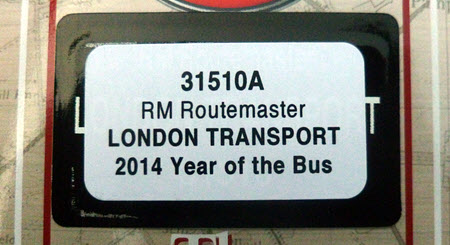 31510A
RM Routemaster
LONDON TRANSPORT
2014 Year of the Bus